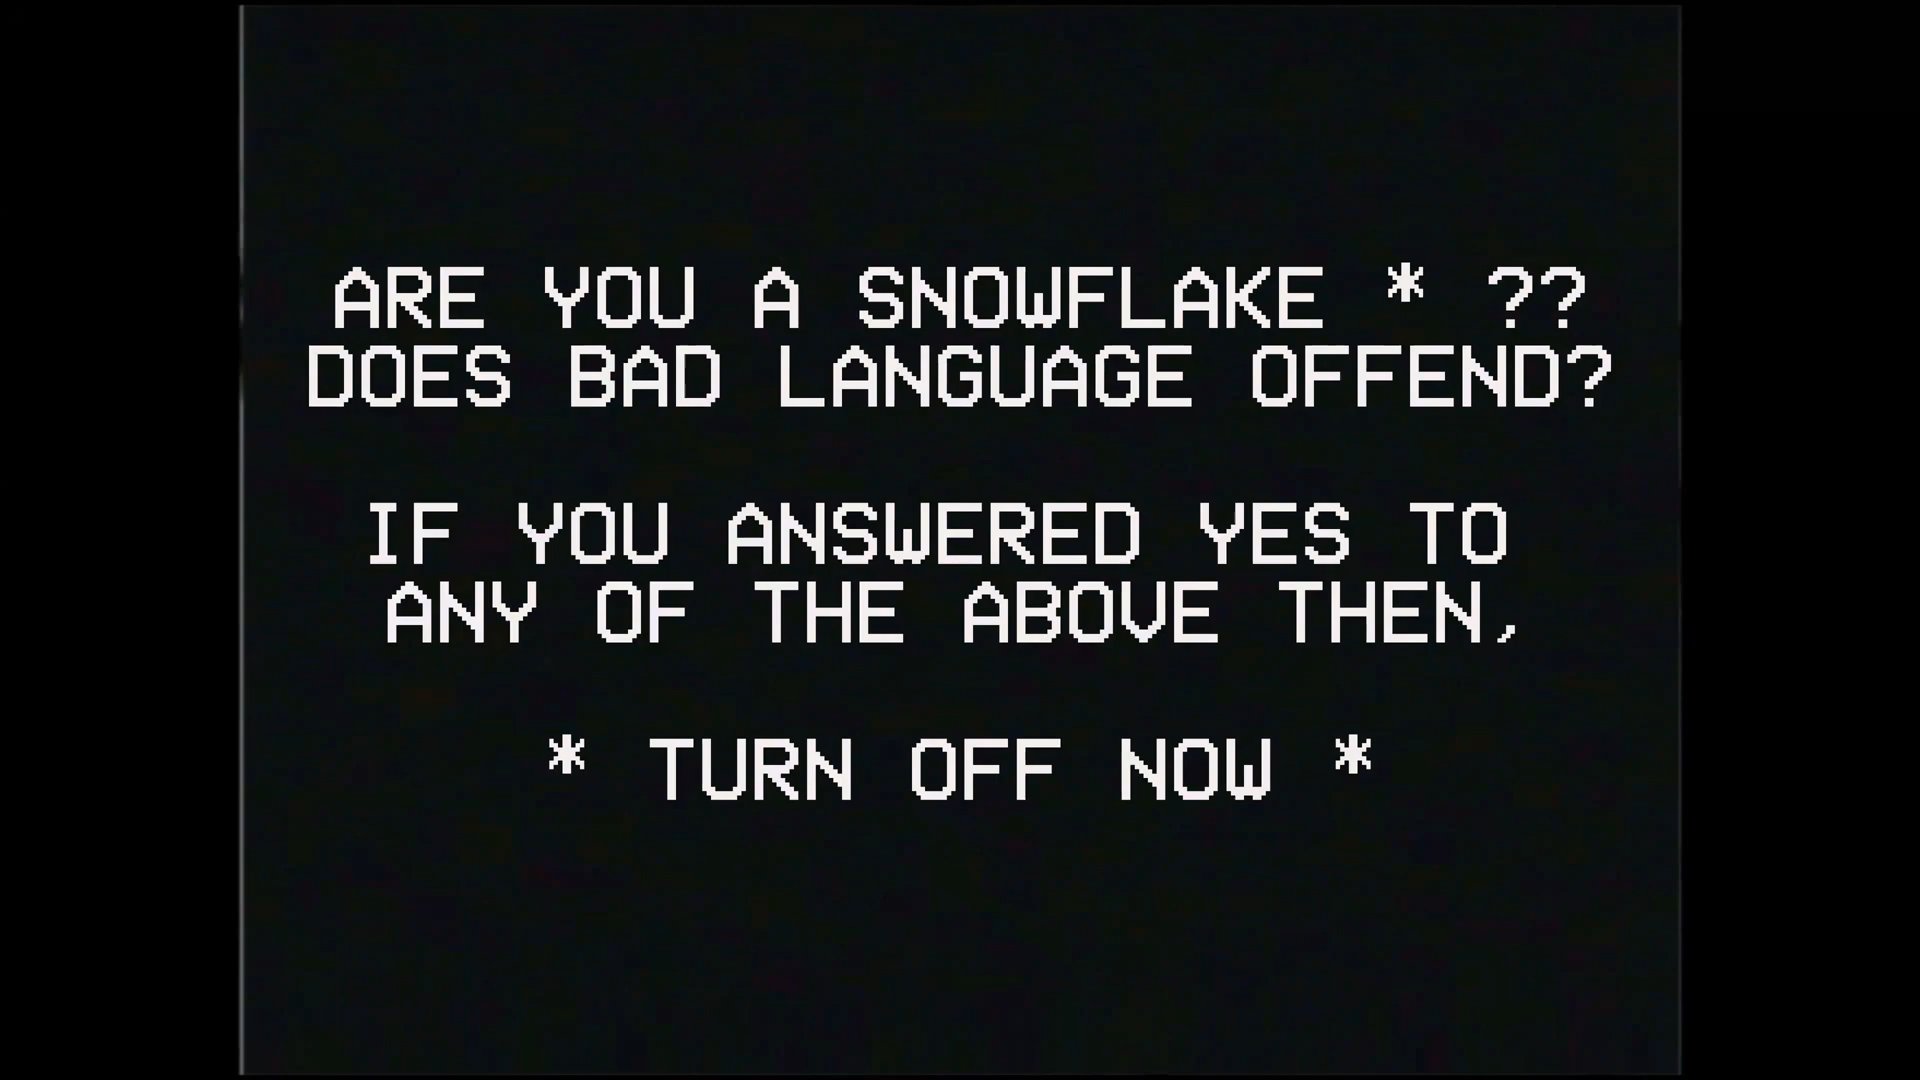 ARE YOU A SNOWFLAKE * ??
DOES BAD LANGUAGE OFFEND?
IF YOU ANSWERED YES TO
ANY OF THE ABOVE THEN,
* TURN OFF NOW *